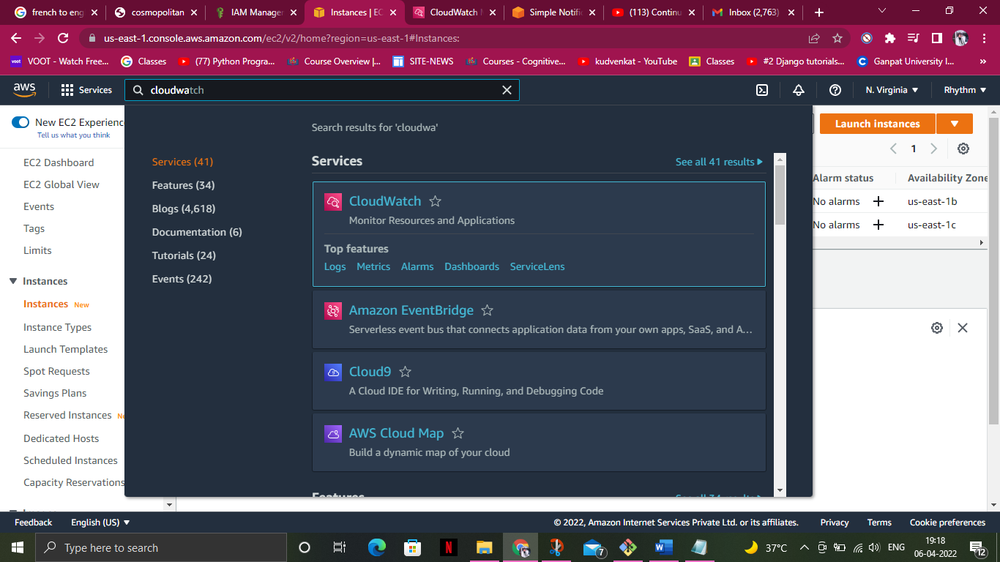 french to eng
cosmopolitan
IAM Manager
Instances | EC
CloudWatch M
Simple Notific
(113) Continu
Inbox (2,763)
us-east-1.console.aws.amazon.com/ec2/v2/home?region=us-east-1#Instances:
VOOT - Watch Free...
Classes
(77) Python Progra...
Course Overview |...
SITE-NEWS
Courses - Cognitive...
kudvenkat - YouTube
Classes
#2 Django tutorials...
Ganpat University I...
»
aws
Services
cloudwatch
N. Virginia
Rhythm
New EC2 Experience
Tell us what you think
EC2 Dashboard
EC2 Global View
Events
Tags
Limits
Instances
Instances New
Instance Types
Launch Templates
Spot Requests
Savings Plans
Reserved Instances Ne
Dedicated Hosts
Scheduled Instances
Capacity Reservations
Search results for 'cloudwa'
Services (41)
Features (34)
Blogs (4,618)
Documentation (6)
Tutorials (24)
Events (242)
Services
See all 41 results
CloudWatch
Monitor Resources and Applications
Top features
Logs Metrics Alarms Dashboards ServiceLens
Amazon EventBridge
Serverless event bus that connects application data from your own apps, SaaS, and A...
Cloud9
A Cloud IDE for Writing, Running, and Debugging Code
AWS Cloud Map
Build a dynamic map of your cloud
Features
See all 34 results
Launch instances
1
Alarm status Availability Zone
No alarms + us-east-1b
No alarms + us-east-1c
Feedback English (US)
© 2022, Amazon Internet Services Private Ltd. or its affiliates. Privacy Terms Cookie preferences
Type here to search
7
37°C
ENG
19:18
06-04-2022
12